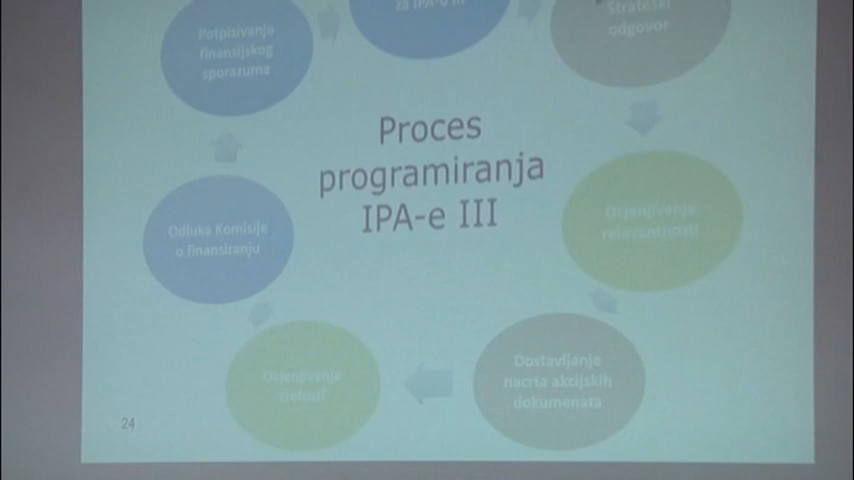 za IPA-u III
Strateški
odgovor
Potpisivanje
finansijskog
sporazuma
Proces
programiranja
IPA-e III
Ocjenjivanje
relevantnosti
Odluka Komisije
o finansiranju
Dostavljanje
nacrta akcijskih
dokumenata
Ocjenjivanje
zrelosti
24